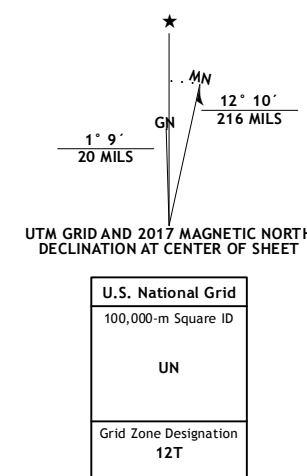 ★
MN
GN
12° 10´
216 MILS
1° 9´
20 MILS
UTM GRID AND 2017 MAGNETIC NORTH
DECLINATION AT CENTER OF SHEET
U.S. National Grid
100,000-m Square ID
UN
Grid Zone Designation
12T